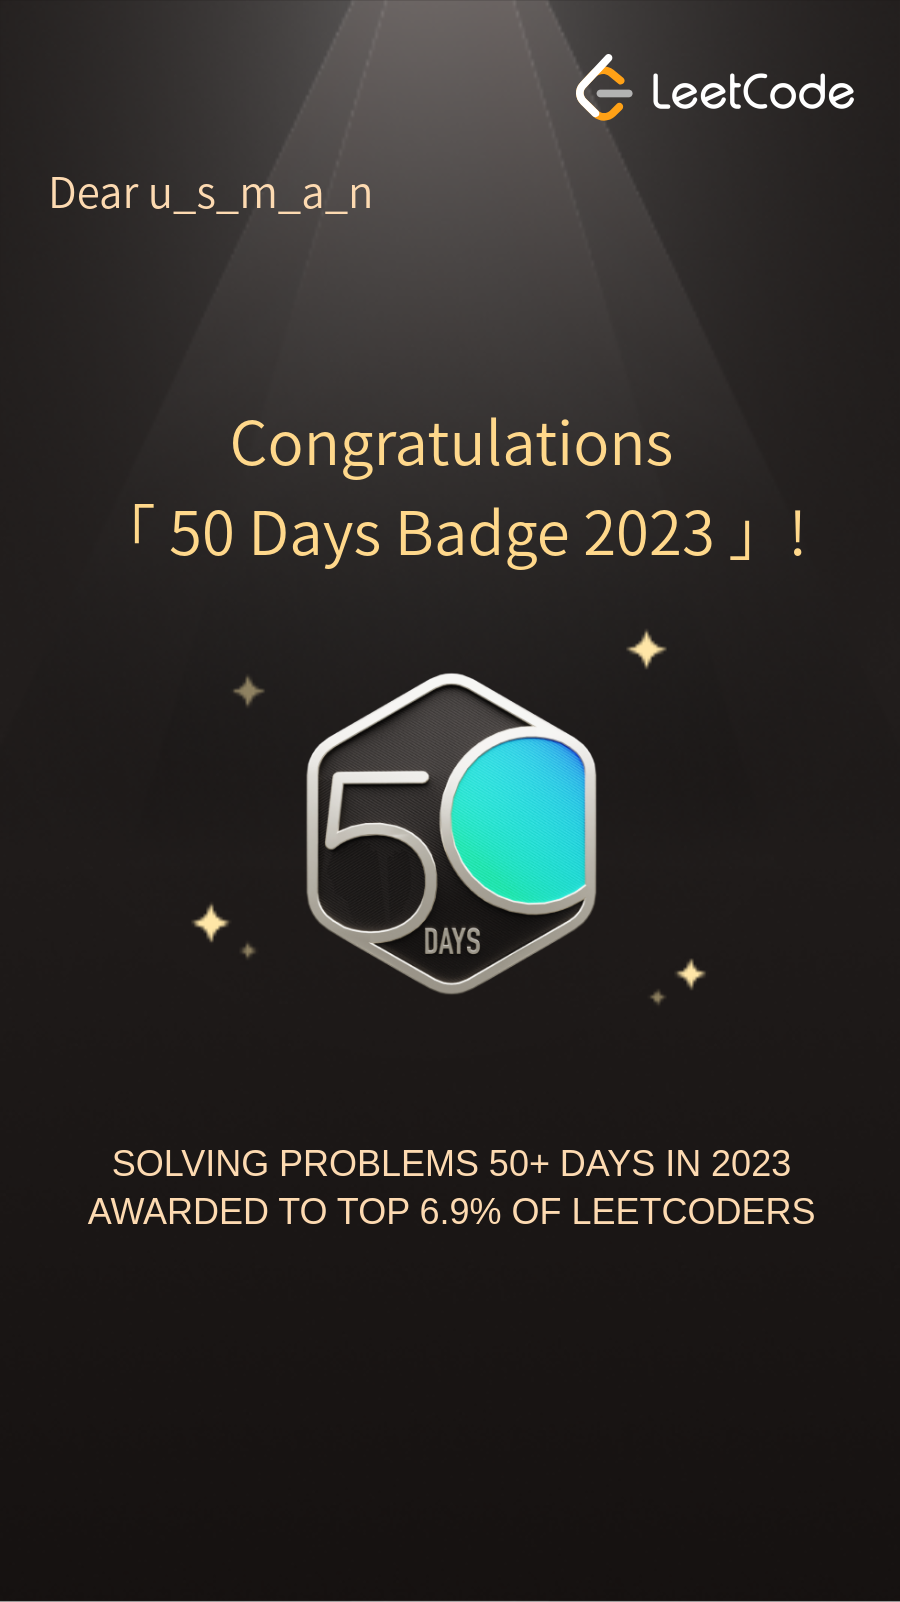 LeetCode
Dear u_s_m_a_n
Congratulations
「 50 Days Badge 2023 」 !
50
DAYS
SOLVING PROBLEMS 50+ DAYS IN 2023
AWARDED TO TOP 6.9% OF LEETCODERS